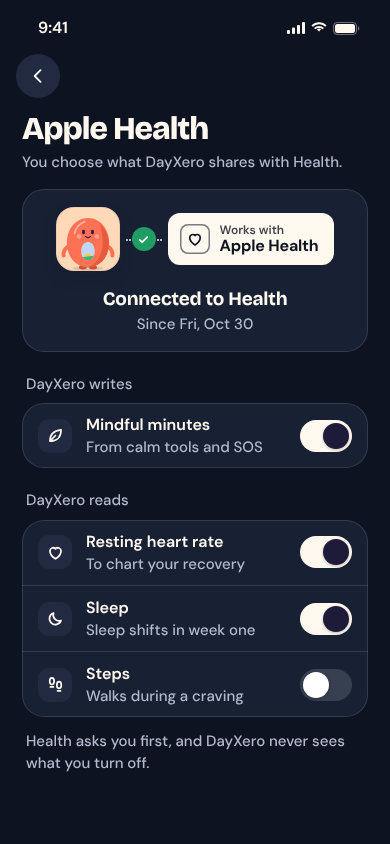 9:41
Apple Health
You choose what DayXero shares with Health.
Works with
Apple Health
Connected to Health
Since Fri, Oct 30
DayXero writes
Mindful minutes
From calm tools and SOS
DayXero reads
Resting heart rate
To chart your recovery
Sleep
Sleep shifts in week one
Steps
Walks during a craving
Health asks you first, and DayXero never sees
what you turn off.